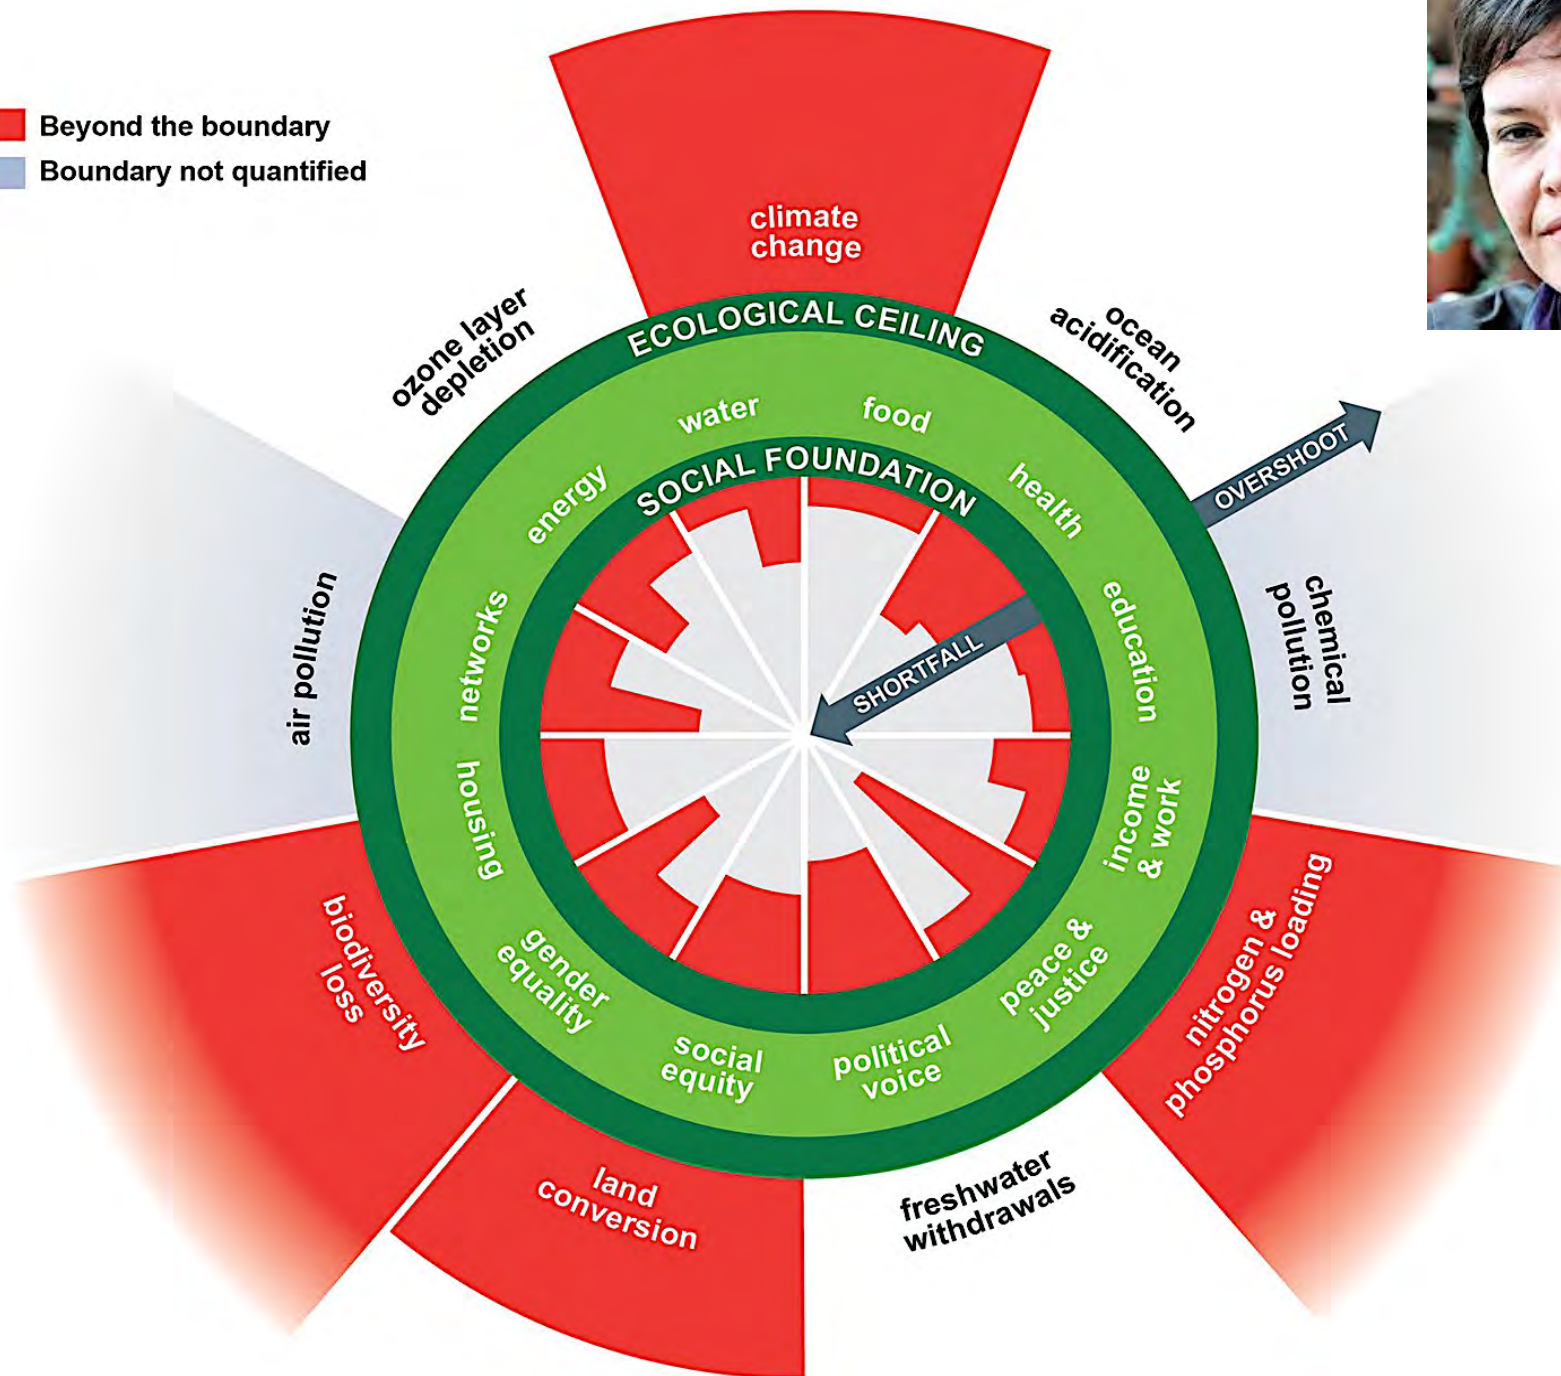 Beyond the boundary
Boundary not quantified
climate
change
ozone layer
depletion
ocean
acidification
ECOLOGICAL CEILING
OVERSHOOT
water
food
energy
health
SOCIAL FOUNDATION
SHORTFALL
networks
education
air pollution
chemical
pollution
housing
income
& work
gender
equality
peace &
justice
social
equity
political
voice
biodiversity
loss
nitrogen &
phosphorus loading
land
conversion
freshwater
withdrawals